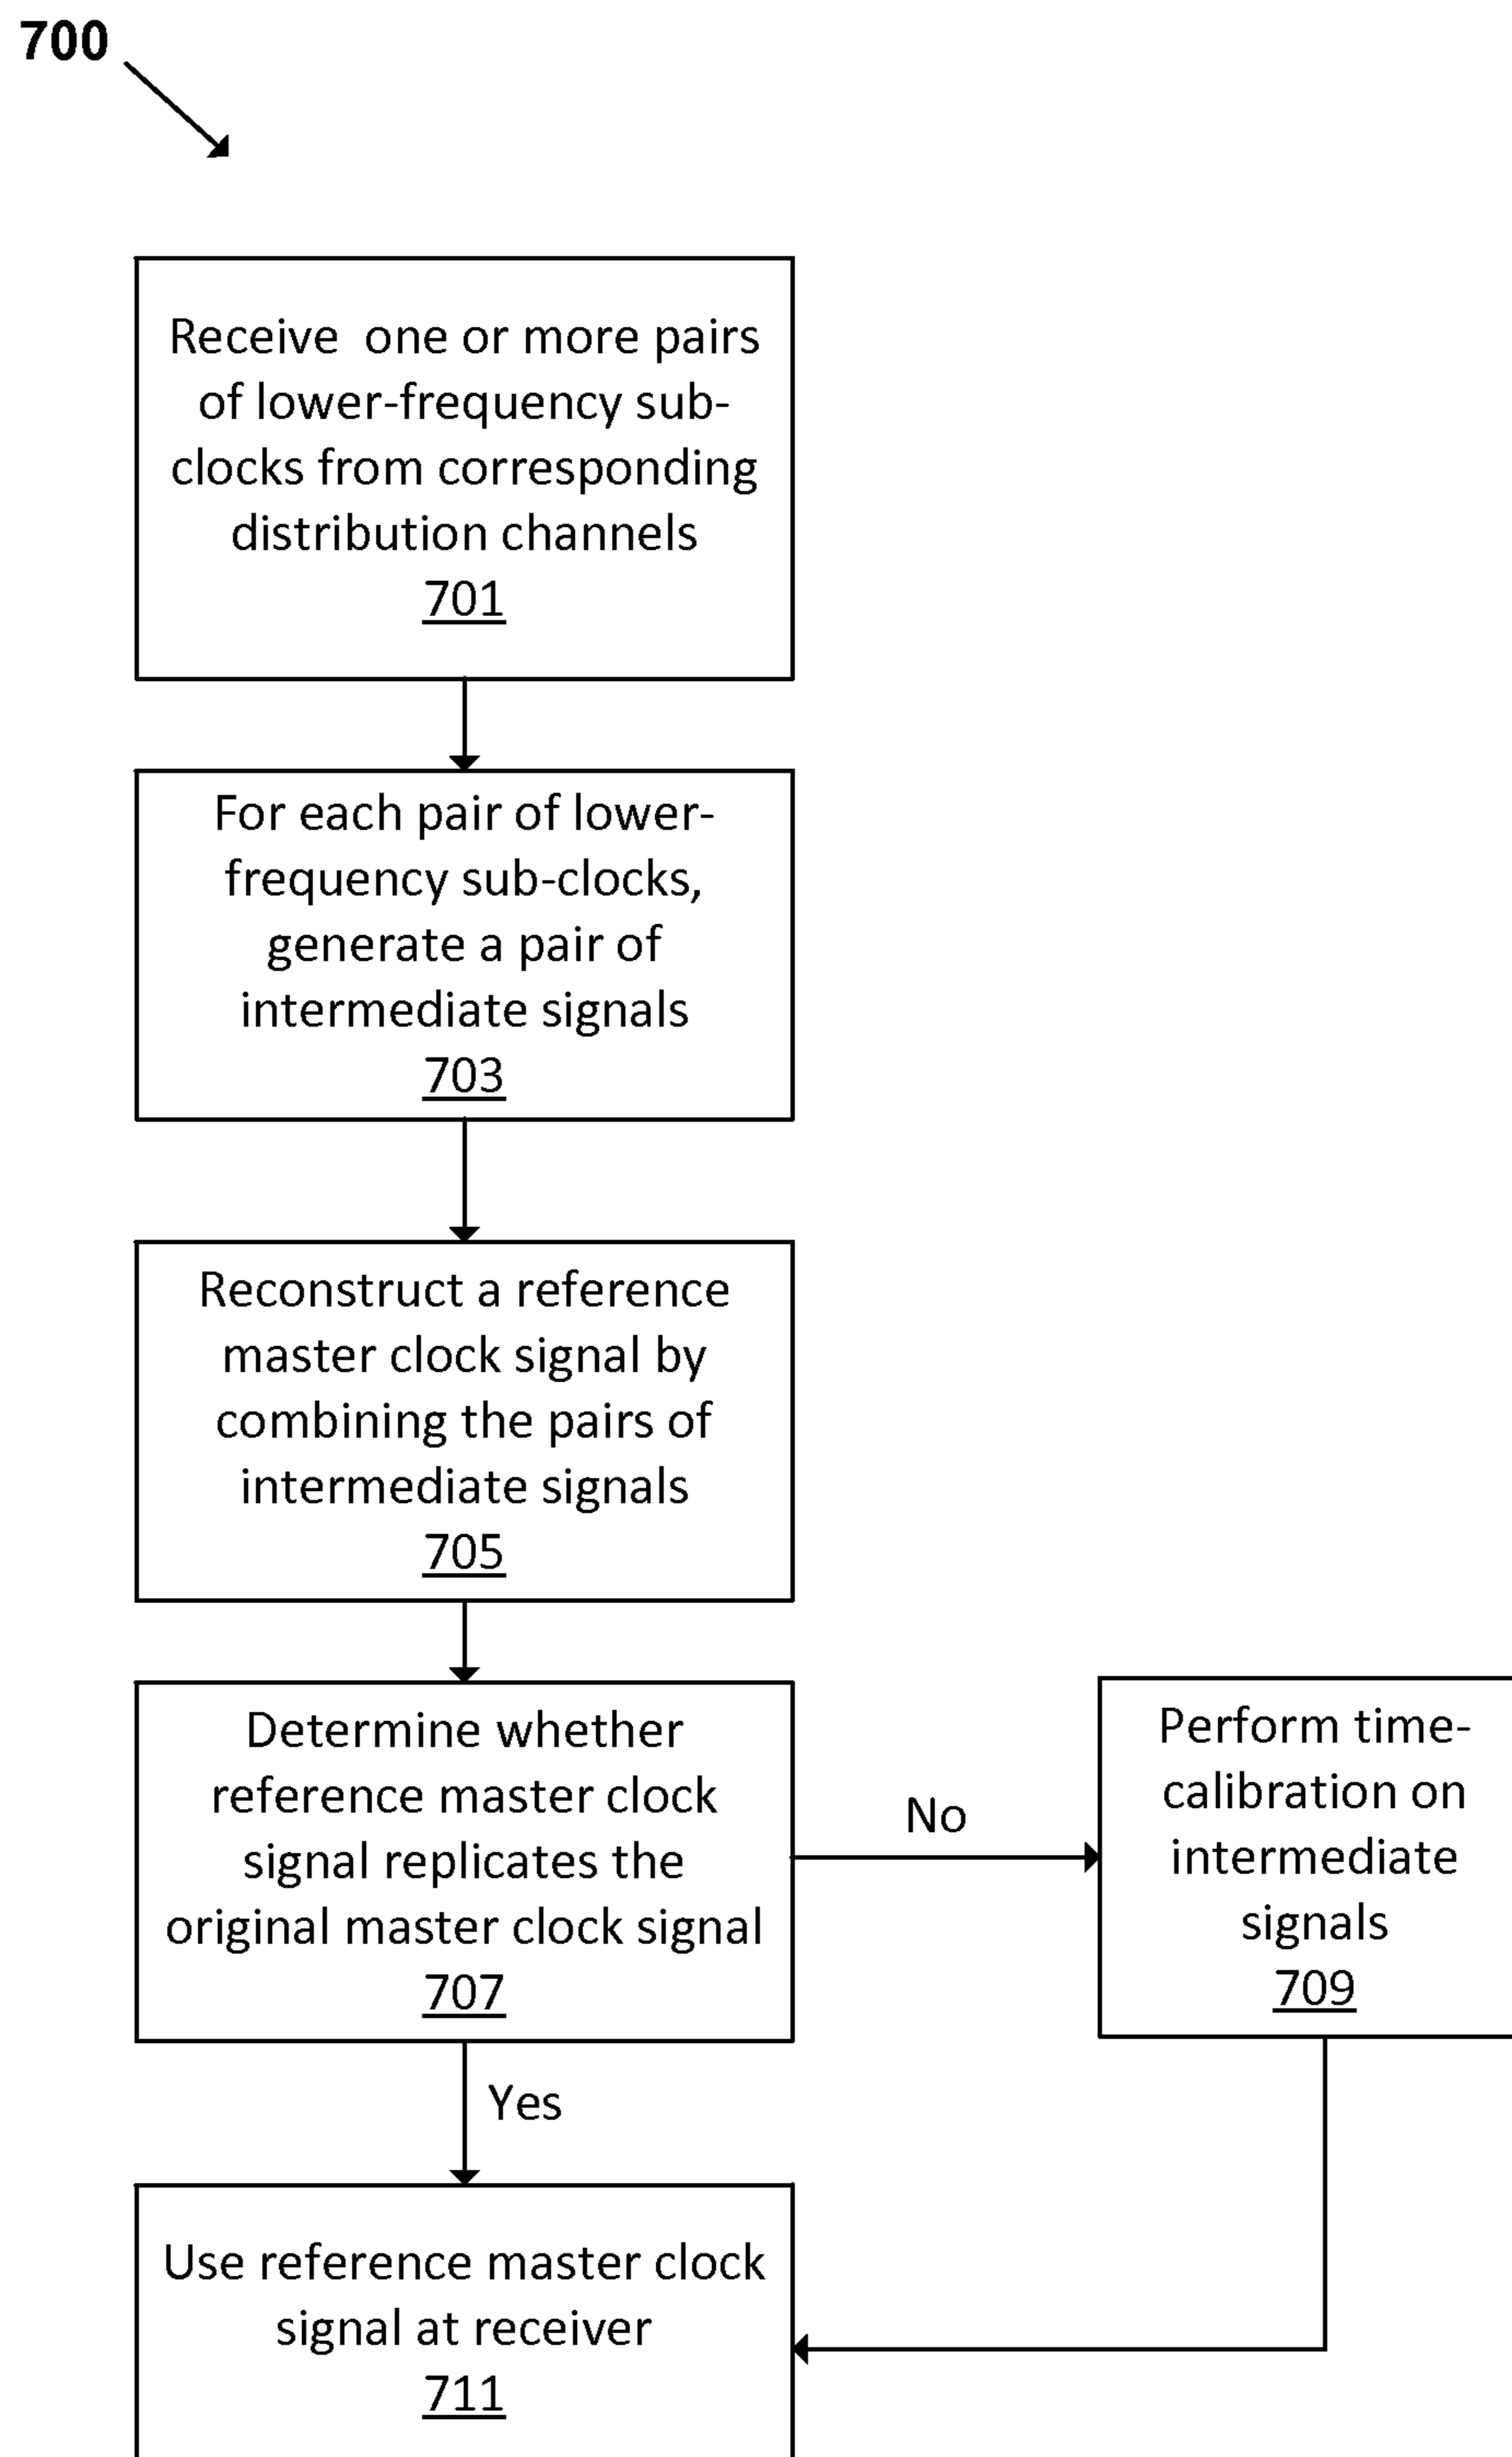 700
Receive one or more pairs
of lower-frequency sub-
clocks from corresponding
distribution channels
701
For each pair of lower-
frequency sub-clocks,
generate a pair of
intermediate signals
703
Reconstruct a reference
master clock signal by
combining the pairs of
intermediate signals
705
Determine whether
reference master clock
signal replicates the
original master clock signal
707
No
Perform time-
calibration on
intermediate
signals
709
Yes
Use reference master clock
signal at receiver
711